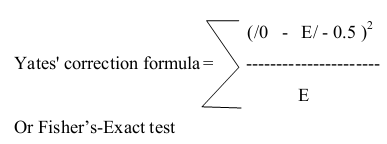 (/0 - E/ - 0.5 )²
Yates' correction formula = ∑ ----------------------
E
Or Fisher's-Exact test